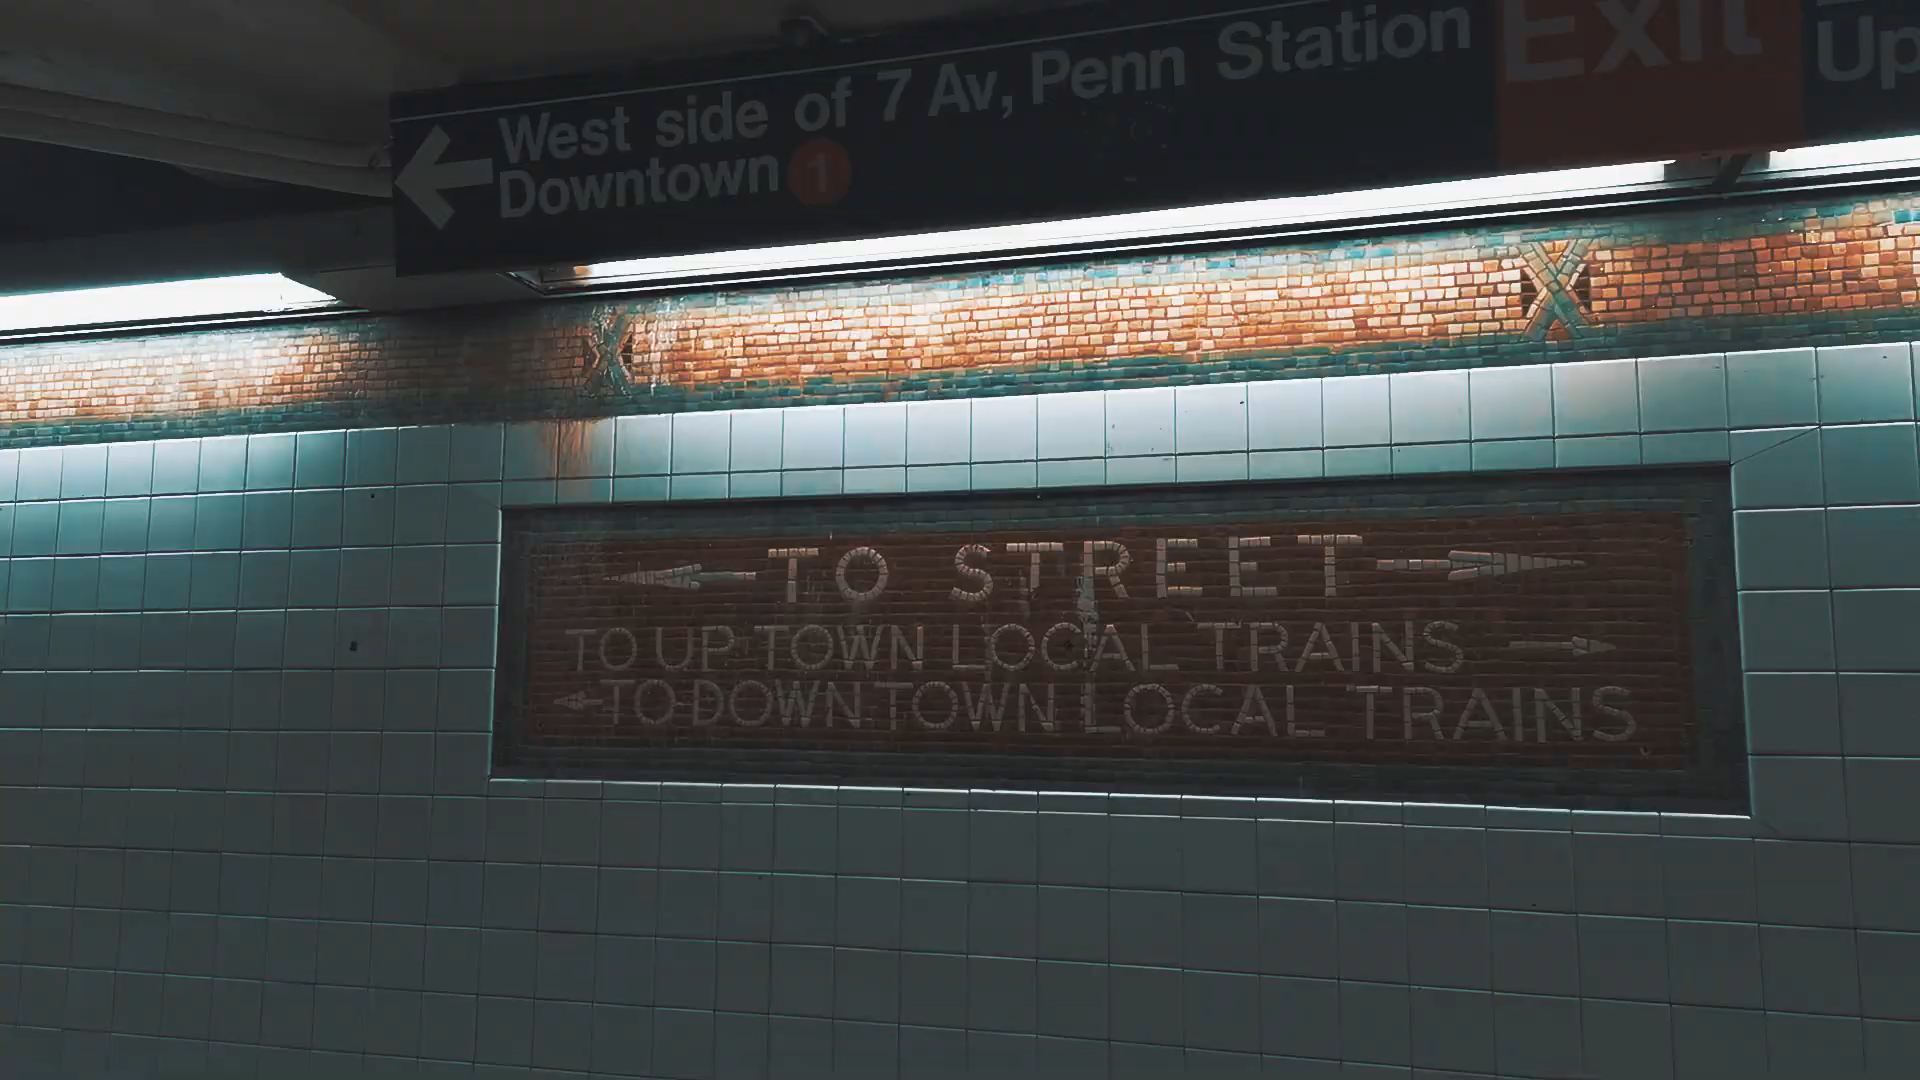 West side of 7 Av, Penn Station
Downtown 1
Exit
Up
TO STREET
TO UP TOWN LOCAL TRAINS
TO DOWN TOWN LOCAL TRAINS